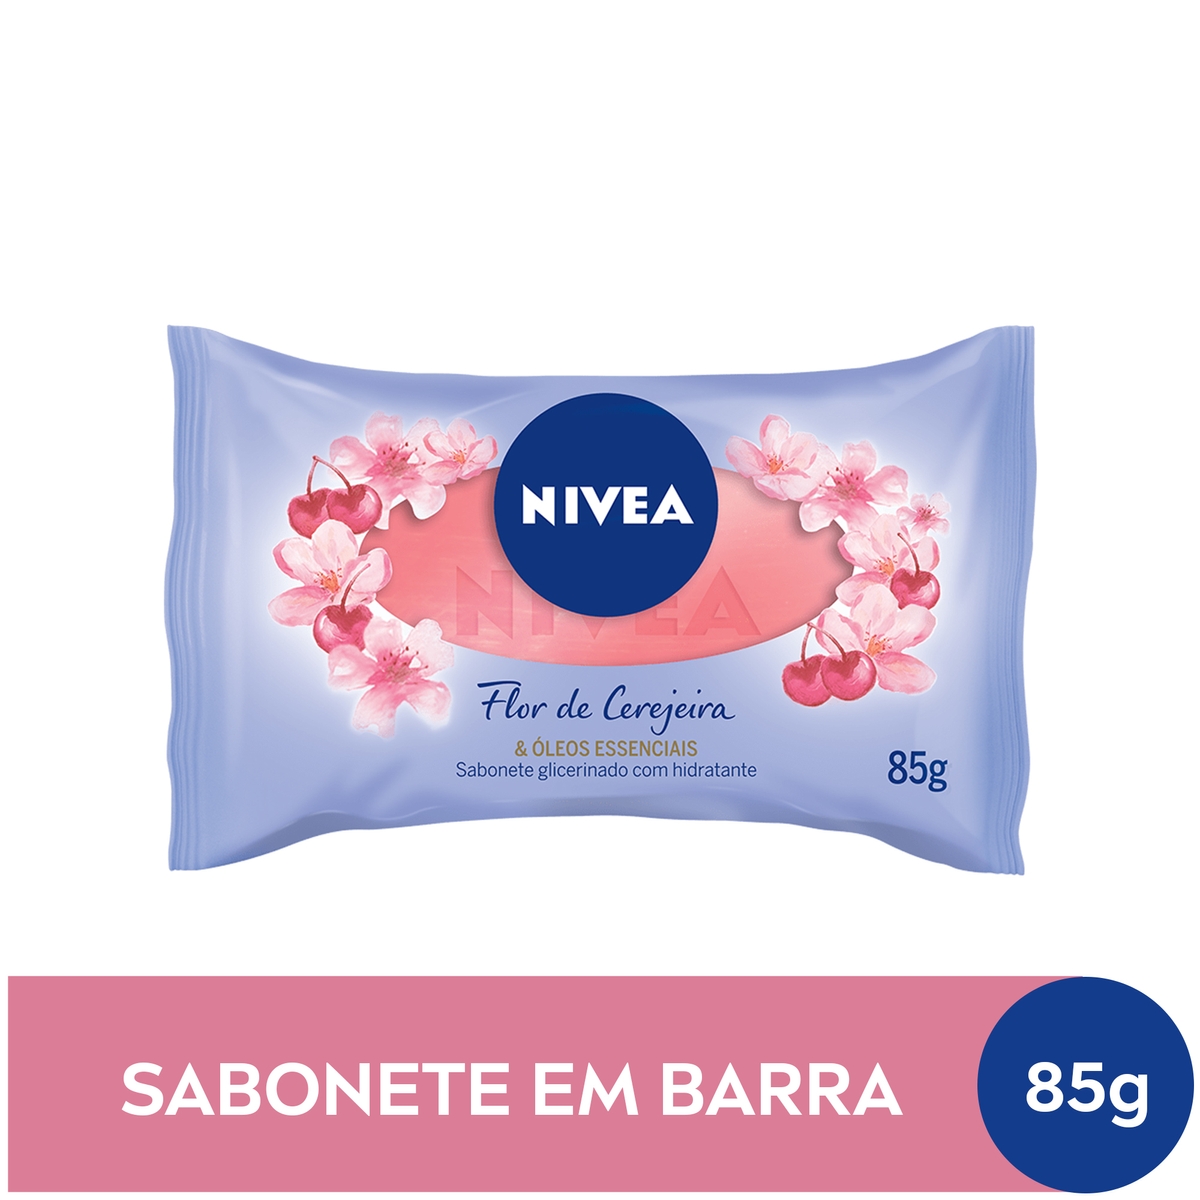 NIVEA
NIVEA
Flor de Cerejeira
& ÓLEOS ESSENCIAIS
Sabonete glicerinado com hidratante
85g
SABONETE EM BARRA
85g